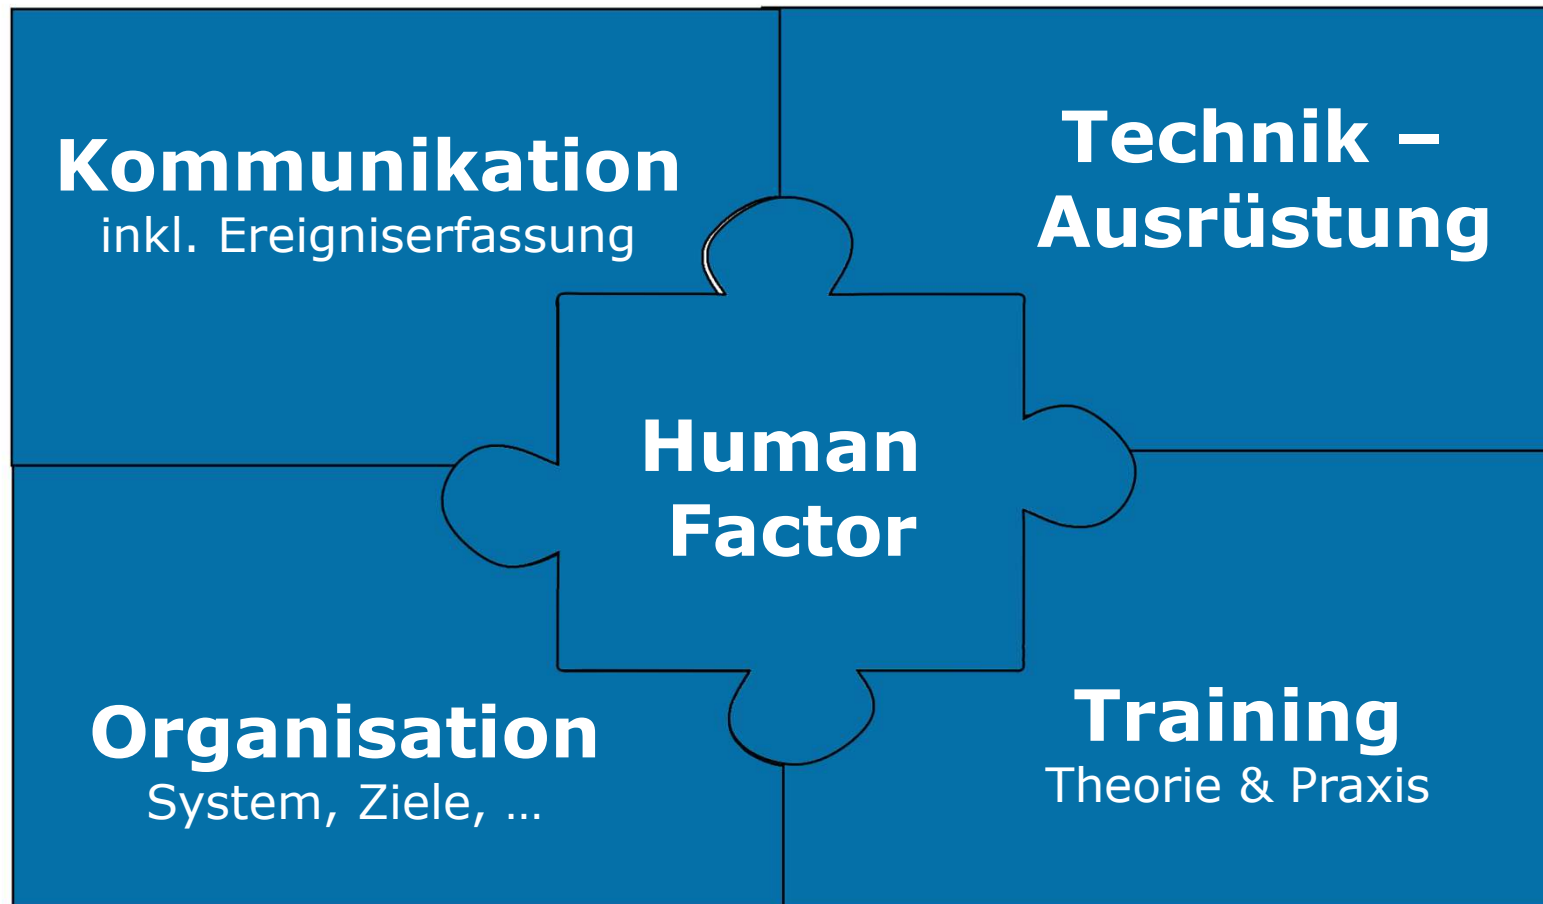 Kommunikation
inkl. Ereigniserfassung
Technik –
Ausrüstung
Human
Factor
Organisation
System, Ziele, ...
Training
Theorie & Praxis